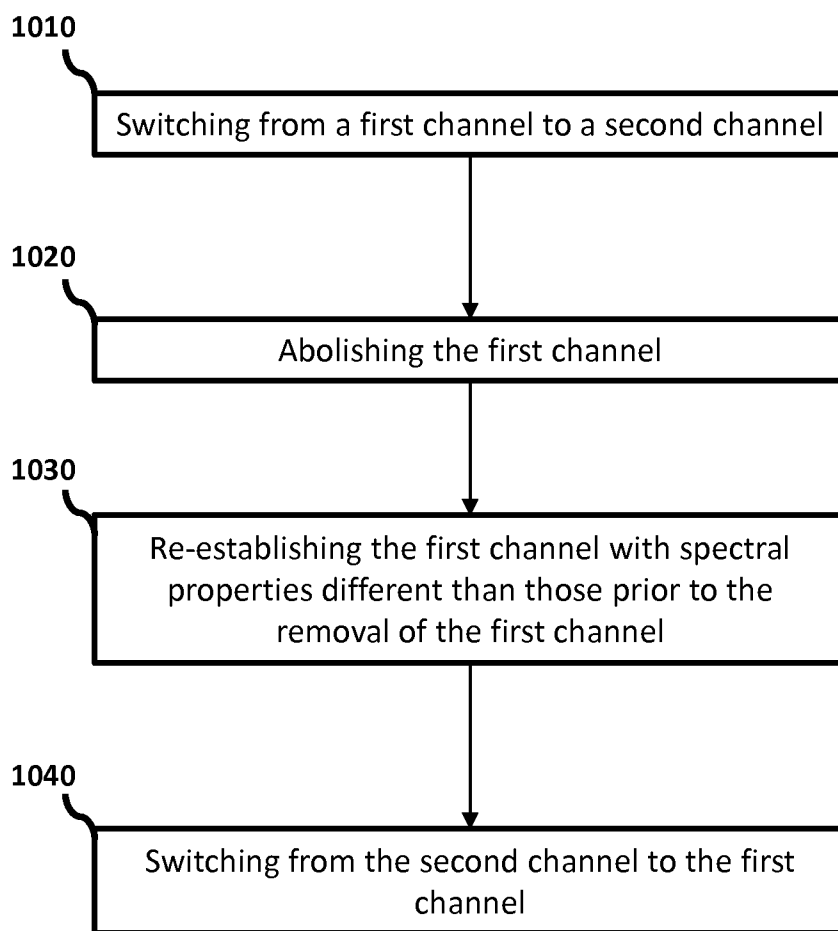 1010
Switching from a first channel to a second channel
1020
Abolishing the first channel
1030
Re-establishing the first channel with spectral
properties different than those prior to the
removal of the first channel
1040
Switching from the second channel to the first
channel